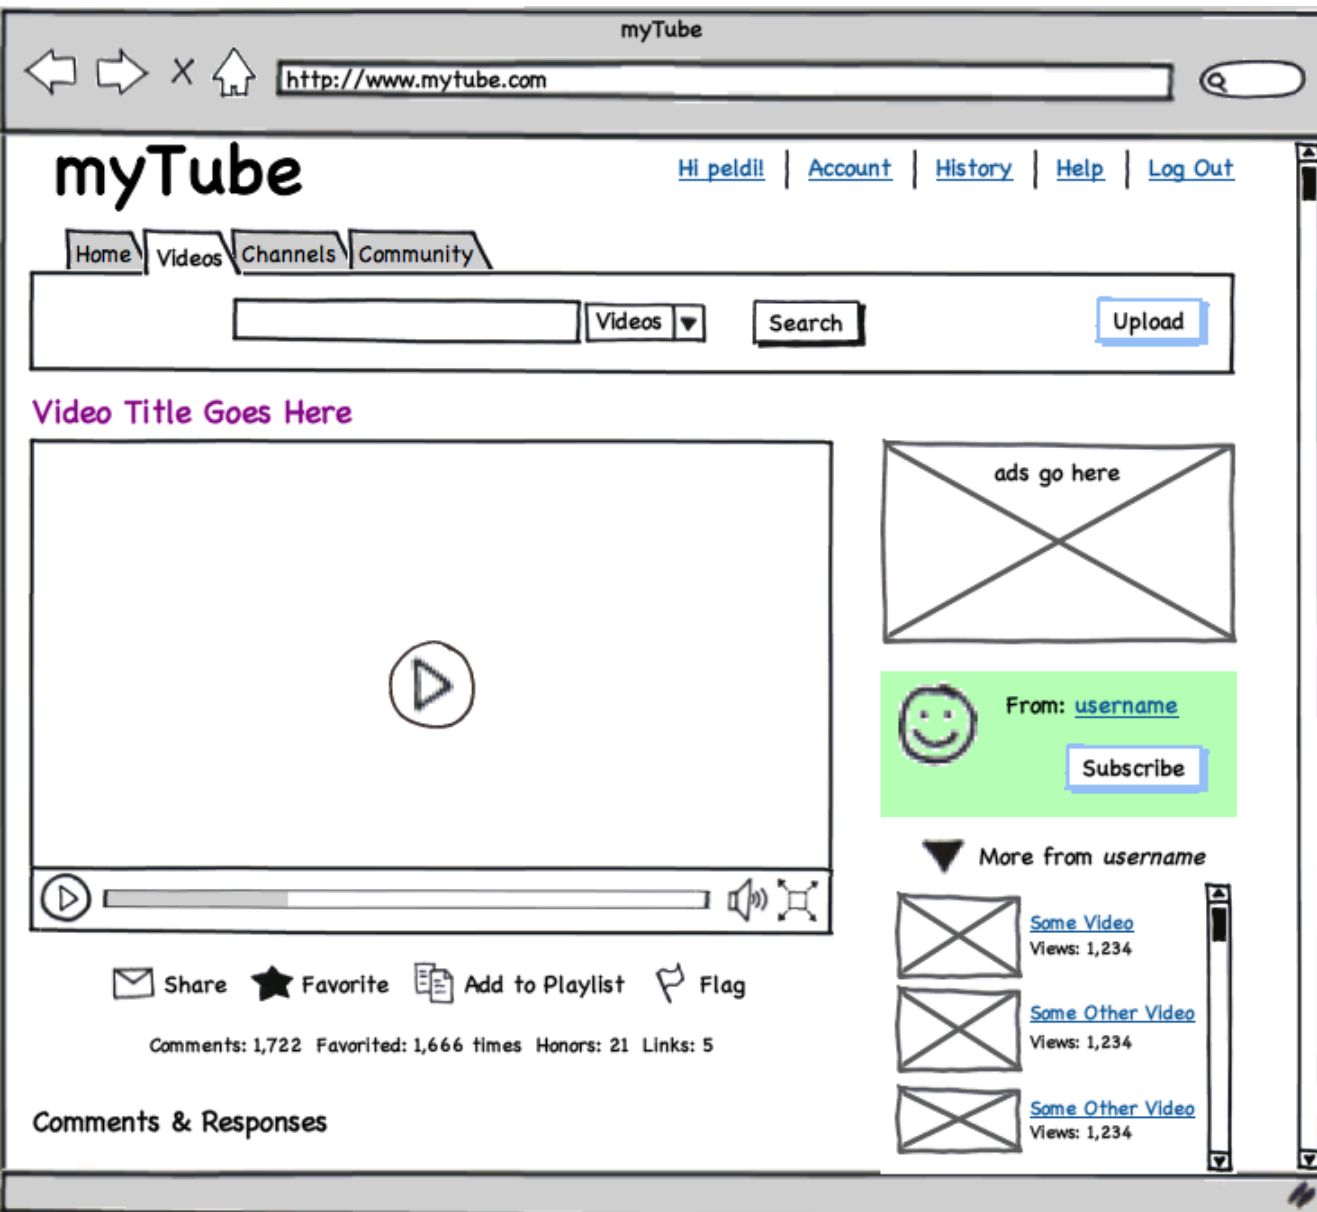 myTube
http://www.mytube.com
myTube
Hi peldi! Account History Help Log Out
Home Videos Channels Community
Videos Search Upload
Video Title Goes Here
ads go here
From: username
Subscribe
More from username
Some Video
Views: 1,234
Some Other Video
Views: 1,234
Some Other Video
Views: 1,234
Share Favorite Add to Playlist Flag
Comments: 1,722 Favorited: 1,666 times Honors: 21 Links: 5
Comments & Responses